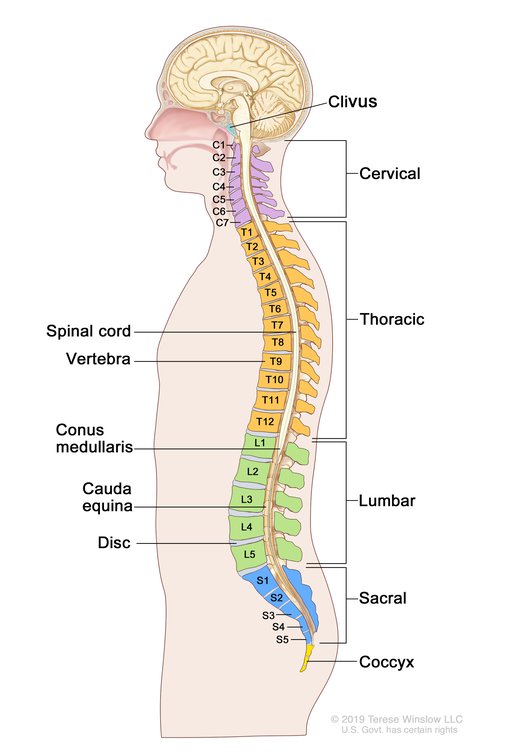 Clivus
C1
C2
C3
C4
C5
C6
C7
Cervical
T1
T2
T3
T4
T5
T6
T7
T8
T9
T10
T11
T12
Thoracic
Spinal cord
Vertebra
Conus
medullaris
L1
L2
L3
L4
L5
Lumbar
Cauda
equina
Disc
S1
S2
S3
S4
S5
Sacral
Coccyx
© 2019 Terese Winslow LLC
U.S. Govt. has certain rights